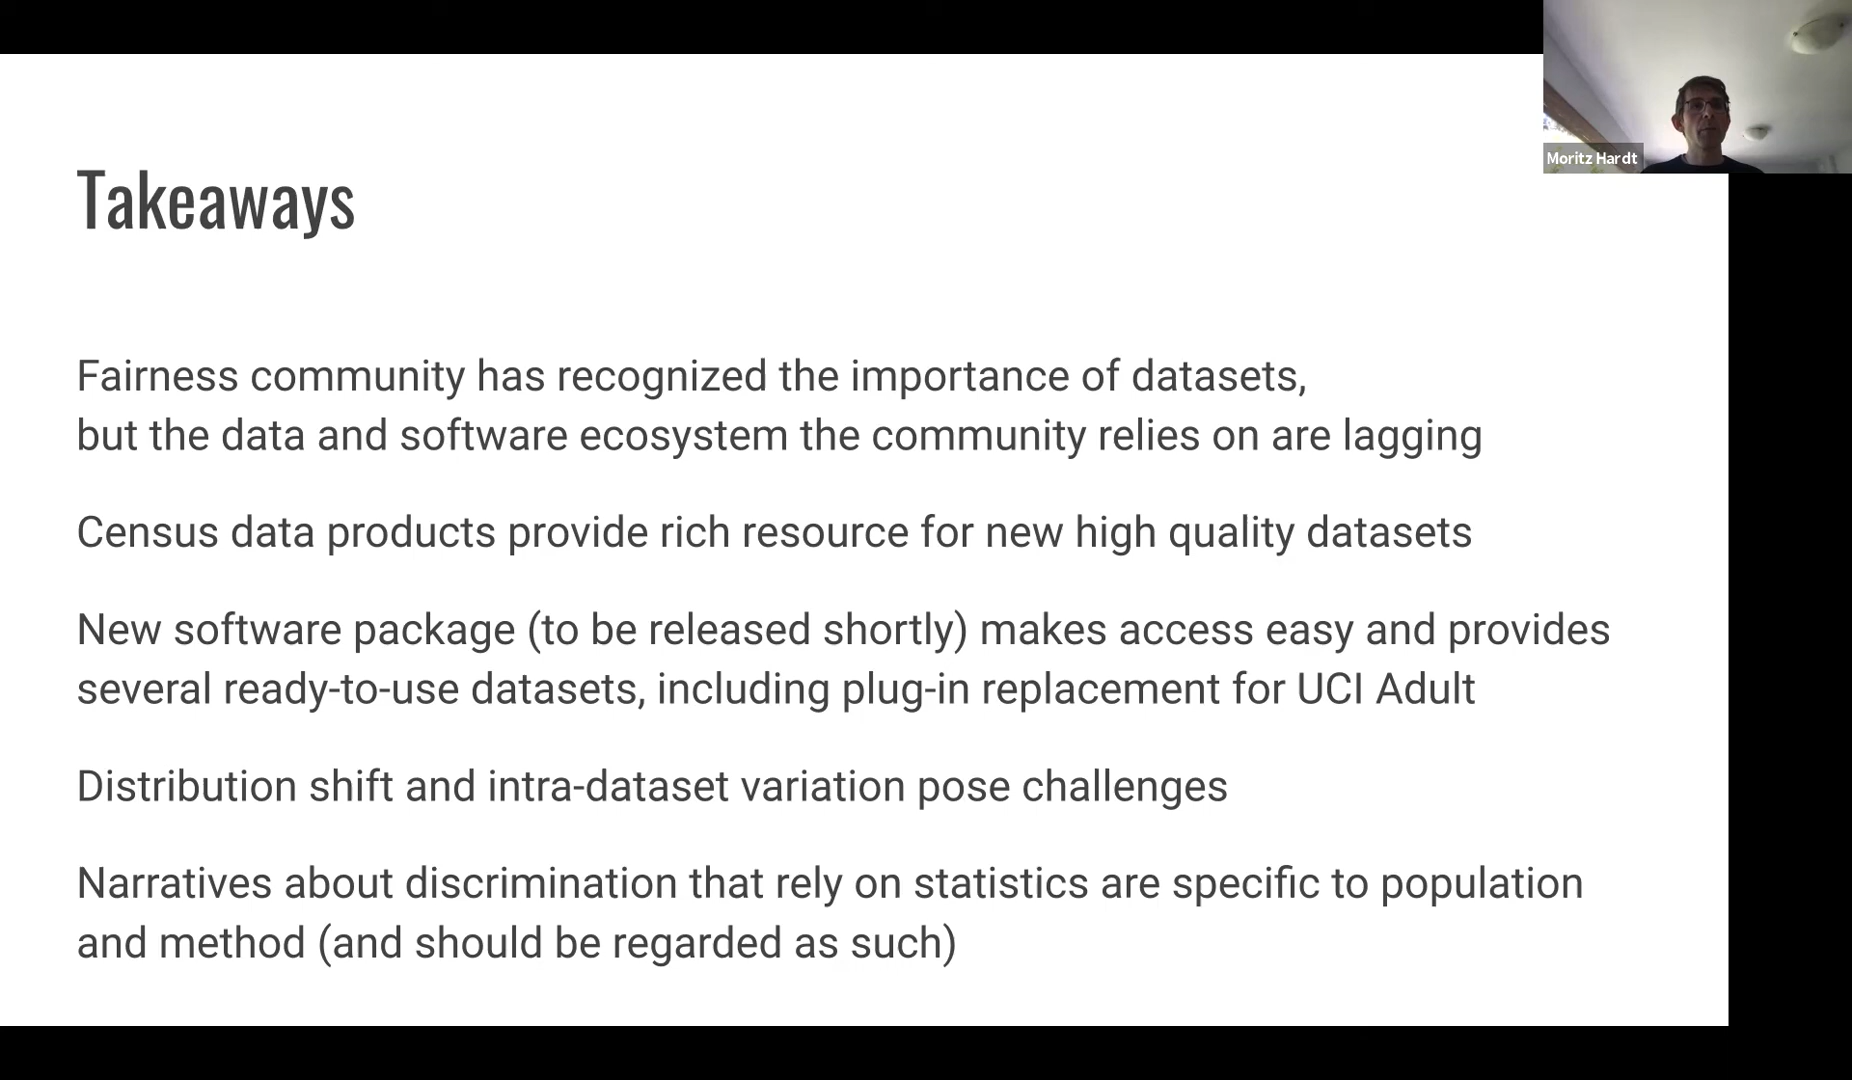 Moritz Hardt
Takeaways
Fairness community has recognized the importance of datasets,
but the data and software ecosystem the community relies on are lagging
Census data products provide rich resource for new high quality datasets
New software package (to be released shortly) makes access easy and provides
several ready-to-use datasets, including plug-in replacement for UCI Adult
Distribution shift and intra-dataset variation pose challenges
Narratives about discrimination that rely on statistics are specific to population
and method (and should be regarded as such)